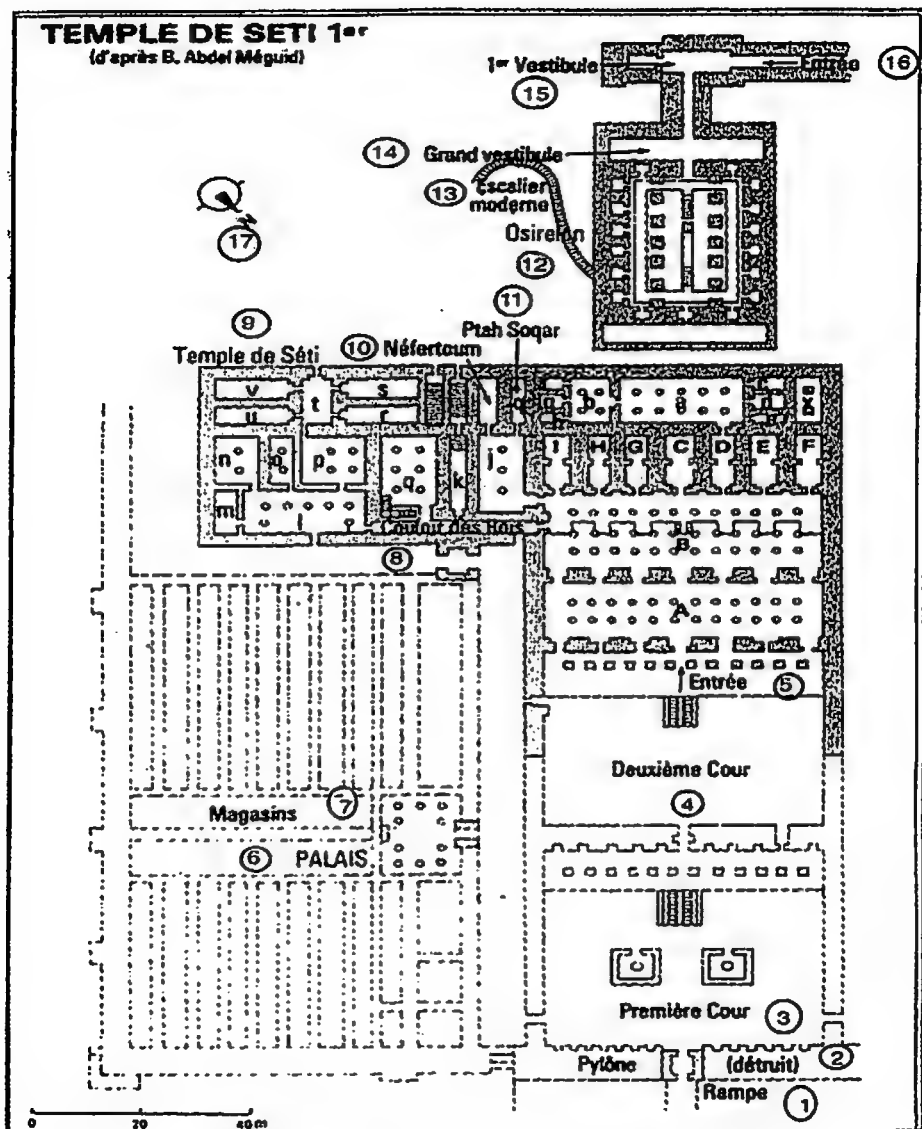 TEMPLE DE SETI 1er
(d'après B. Abdel Méguid)
1er Vestibule
Entrée
16
15
14
Grand vestibule
13
Escalier
moderne
Osireion
12
17
11
Ptah Soqar
9
10
Néfertoum
Temple de Séti
v
s
t
u
r
b
I
H
G
C
D
E
F
n
o
p
q
k
j
m
l
Couloir des Rois
8
B
A
Entrée
5
Deuxième Cour
4
Magasins
7
6
PALAIS
Première Cour
3
Pylône
(détruit)
2
Rampe
1
0
20
40 m